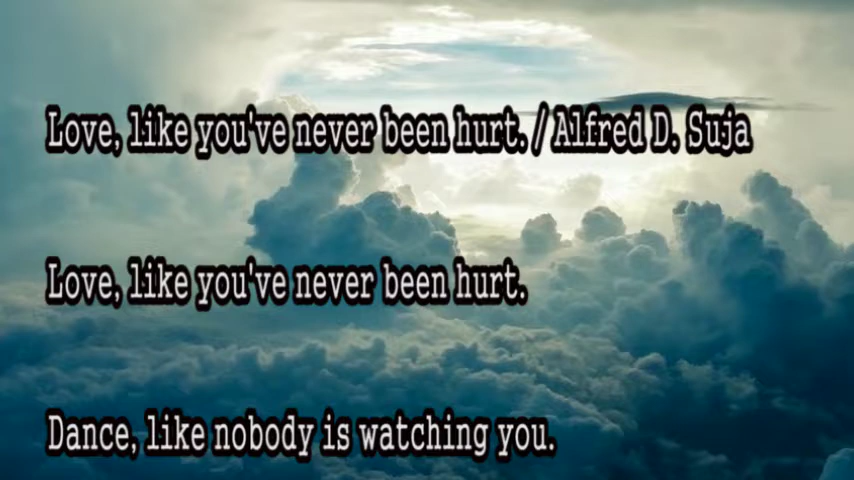 Love, like you've never been hurt. / Alfred D. Suja
Love, like you've never been hurt.
Dance, like nobody is watching you.